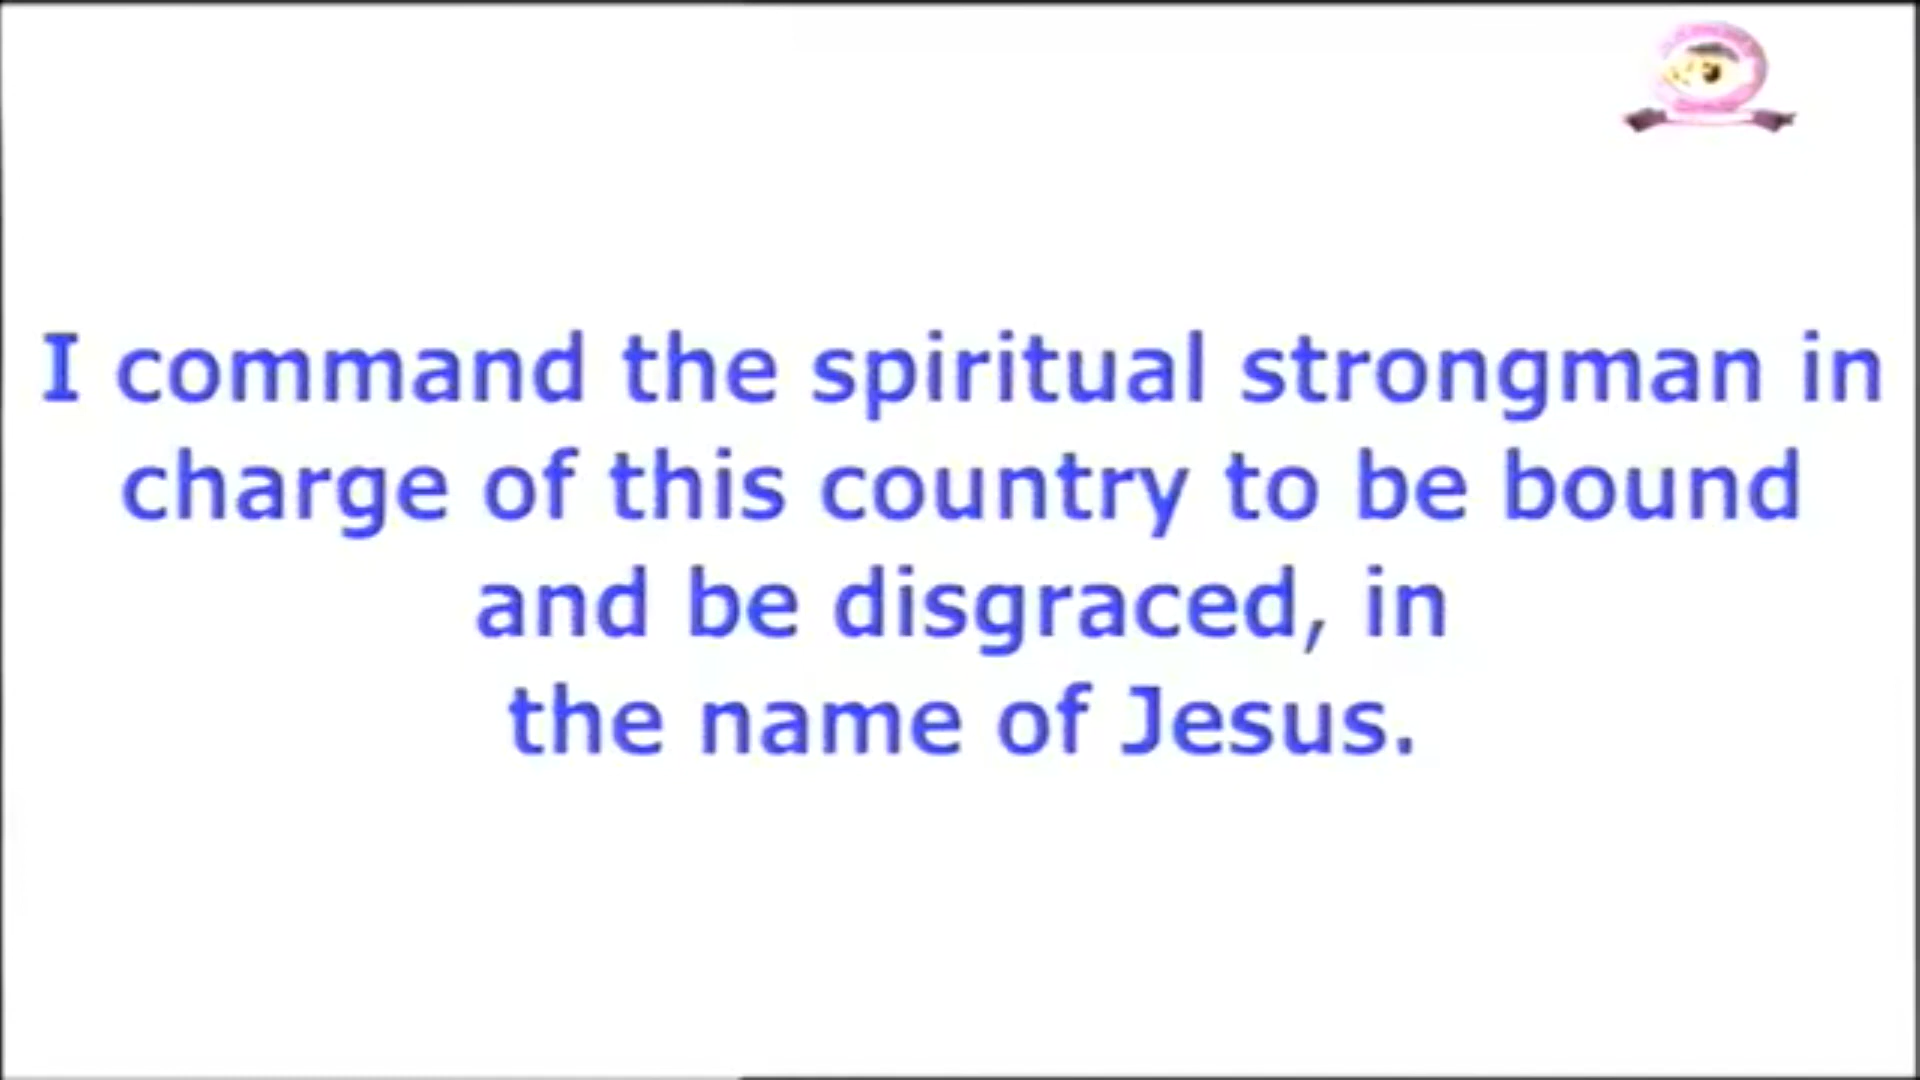 I command the spiritual strongman in
charge of this country to be bound
and be disgraced, in
the name of Jesus.